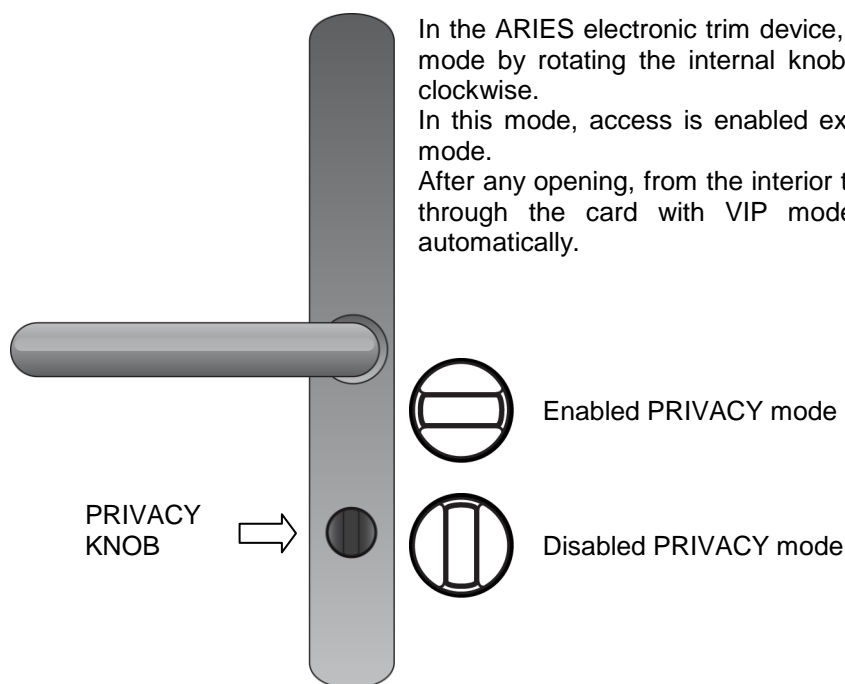 In the ARIES electronic trim device,
mode by rotating the internal knob
clockwise.
In this mode, access is enabled ex
mode.
After any opening, from the interior t
through the card with VIP mode
automatically.
Enabled PRIVACY mode
PRIVACY
KNOB
Disabled PRIVACY mode